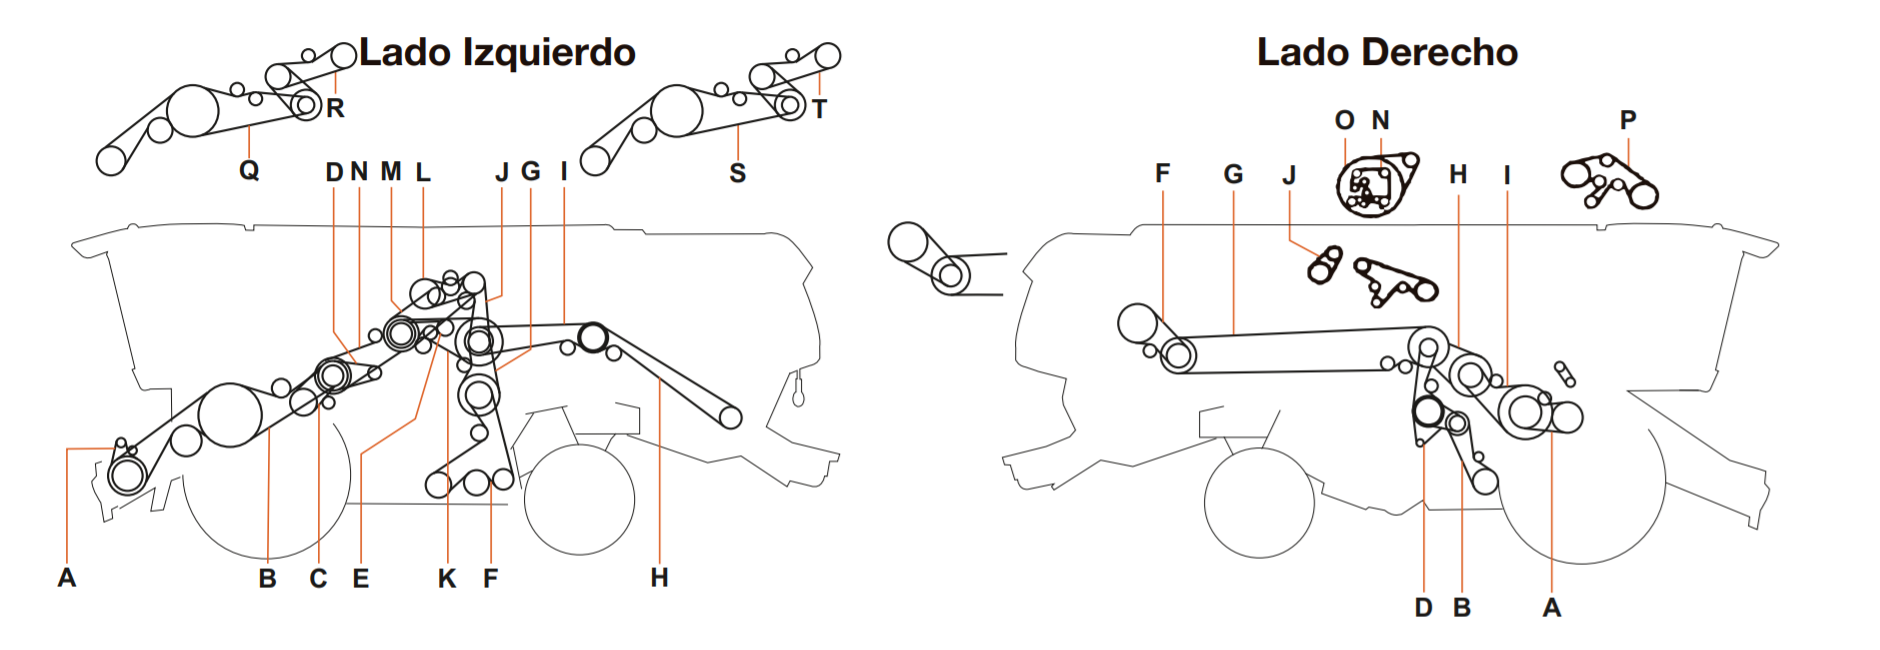 Lado Izquierdo
Lado Derecho
R
T
Q
S
D N M L J G I
O N P
F G J H I
A B C E K F H
D B A